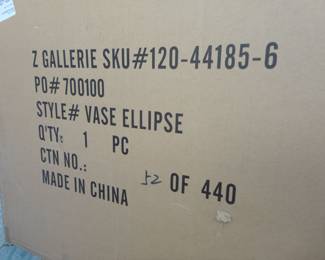 Z GALLERIE SKU#120-44185-6
PO# 700100
STYLE# VASE ELLIPSE
Q'TY: 1 PC
CTN NO.: 52 OF 440
MADE IN CHINA